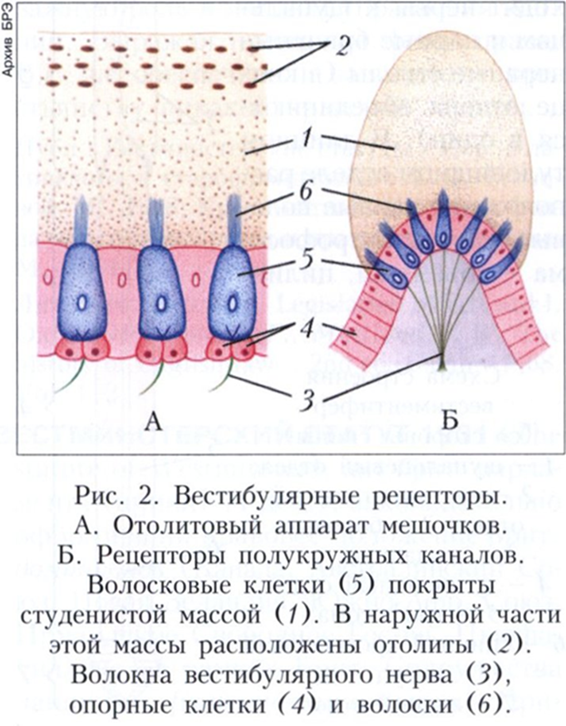 Архив БРЭ
2
1
6
5
4
3
А
Б
Рис. 2. Вестибулярные рецепторы.
А. Отолитовый аппарат мешочков.
Б. Рецепторы полукружных каналов.
Волосковые клетки (5) покрыты
студенистой массой (1). В наружной части
этой массы расположены отолиты (2).
Волокна вестибулярного нерва (3),
опорные клетки (4) и волоски (6).